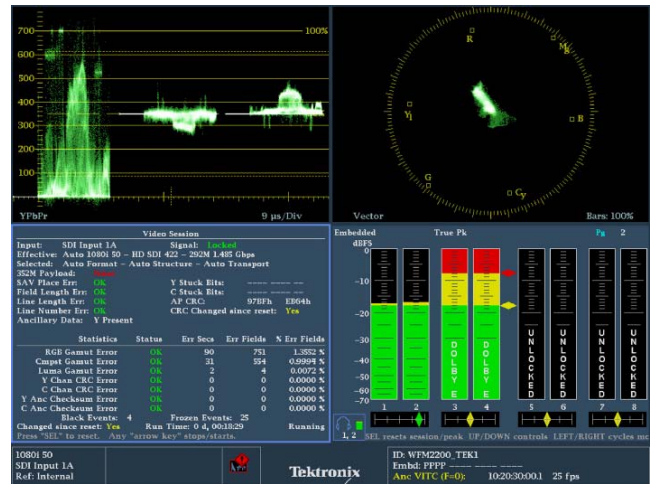 700
100%
600
500
400
300
200
100
YPbPr
9 µs/Div
R
Mg
Yl
B
G
Cy
Vector
Bars: 100%
Video Session
Input: SDI Input 1A Signal: Locked
Effective: Auto 1080i 50 – HD SDI 422 – 292M 1.485 Gbps
Selected: Auto Format – Auto Structure – Auto Transport
352M Payload:
SAV Place Err: OK Y Stuck Bits: ---- ---- ----
Field Length Err: OK C Stuck Bits: ---- ---- ----
Line Length Err: OK AP CRC: 97BFh EB64h
Line Number Err: OK CRC Changed since reset: Yes
Ancillary Data: Y Present
Statistics Status Err Secs Err Fields % Err Fields
RGB Gamut Error OK 90 751 1.3552 %
Cmpst Gamut Error OK 31 554 0.9994 %
Luma Gamut Error OK 2 4 0.0072 %
Y Chan CRC Error OK 0 0 0.0000 %
C Chan CRC Error OK 0 0 0.0000 %
Y Anc Checksum Error OK 0 0 0.0000 %
C Anc Checksum Error OK 0 0 0.0000 %
Black Events: 4 Frozen Events: 25
Changed since reset: Yes Run Time: 0 d, 00:18:29 Running
Press "SEL" to reset. Any "arrow key" stops/starts.
Embedded True Pk Pg 2
dBFS
0
-10
-20
-30
-40
-50
-60
-70
DOLBY E
DOLBY E
UNLOCKED
UNLOCKED
UNLOCKED
UNLOCKED
1 2 3 4 5 6 7 8
1, 2
SEL resets session/peak UP/DOWN controls LEFT/RIGHT cycles mo
1080i 50
SDI Input 1A
Ref: Internal
Tektronix
ID: WFM2200_TEK1
Embd: PPPP ---- ---- ----
Anc VITC (F=0): 10:20:30:00.1 25 fps